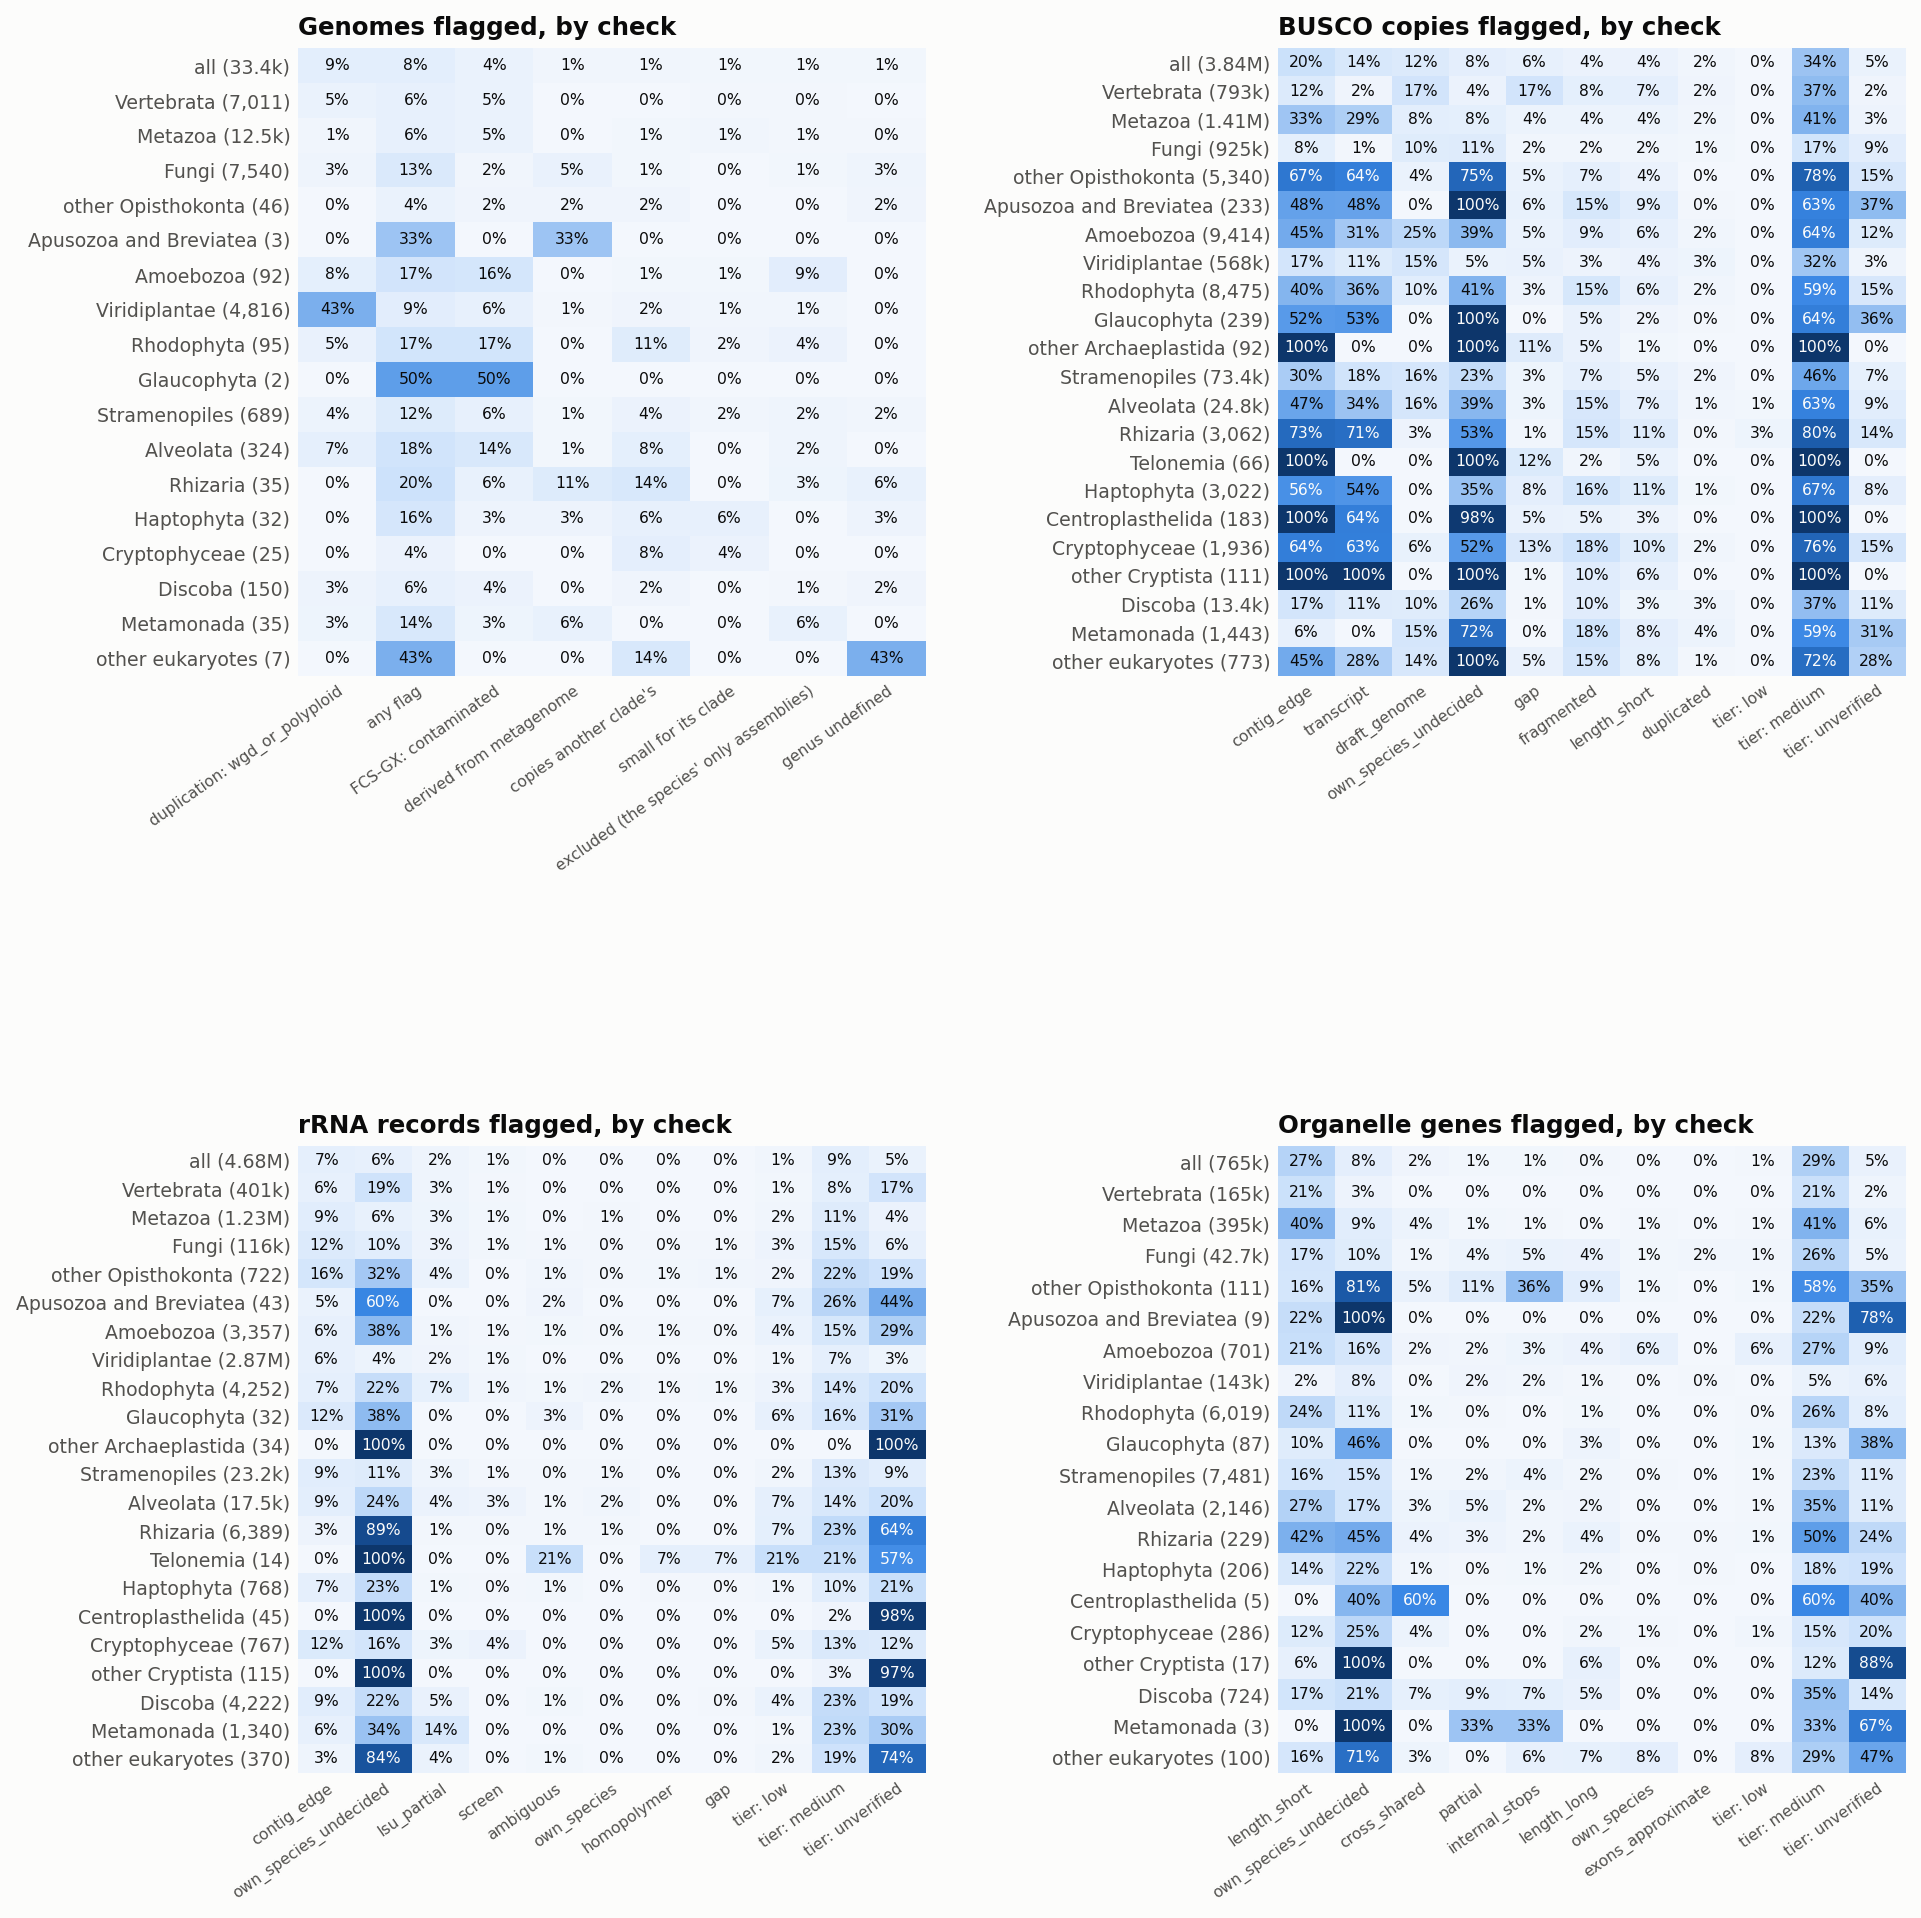 Genomes flagged, by check
all (33.4k) 9% 8% 4% 1% 1% 1% 1% 1%
Vertebrata (7,011) 5% 6% 5% 0% 0% 0% 0% 0%
Metazoa (12.5k) 1% 6% 5% 0% 1% 1% 1% 0%
Fungi (7,540) 3% 13% 2% 5% 1% 0% 1% 3%
other Opisthokonta (46) 0% 4% 2% 2% 2% 0% 0% 2%
Apusozoa and Breviatea (3) 0% 33% 0% 33% 0% 0% 0% 0%
Amoebozoa (92) 8% 17% 16% 0% 1% 1% 9% 0%
Viridiplantae (4,816) 43% 9% 6% 1% 2% 1% 1% 0%
Rhodophyta (95) 5% 17% 17% 0% 11% 2% 4% 0%
Glaucophyta (2) 0% 50% 50% 0% 0% 0% 0% 0%
Stramenopiles (689) 4% 12% 6% 1% 4% 2% 2% 2%
Alveolata (324) 7% 18% 14% 1% 8% 0% 2% 0%
Rhizaria (35) 0% 20% 6% 11% 14% 0% 3% 6%
Haptophyta (32) 0% 16% 3% 3% 6% 6% 0% 3%
Cryptophyceae (25) 0% 4% 0% 0% 8% 4% 0% 0%
Discoba (150) 3% 6% 4% 0% 2% 0% 1% 2%
Metamonada (35) 3% 14% 3% 6% 0% 0% 6% 0%
other eukaryotes (7) 0% 43% 0% 0% 14% 0% 0% 43%
duplication: wgd_or_polyploid
any flag
FCS-GX: contaminated
derived from metagenome
copies another clade's
small for its clade
excluded (the species' only assemblies)
genus undefined
BUSCO copies flagged, by check
all (3.84M) 20% 14% 12% 8% 6% 4% 4% 2% 0% 34% 5%
Vertebrata (793k) 12% 2% 17% 4% 17% 8% 7% 2% 0% 37% 2%
Metazoa (1.41M) 33% 29% 8% 8% 4% 4% 4% 2% 0% 41% 3%
Fungi (925k) 8% 1% 10% 11% 2% 2% 2% 1% 0% 17% 9%
other Opisthokonta (5,340) 67% 64% 4% 75% 5% 7% 4% 0% 0% 78% 15%
Apusozoa and Breviatea (233) 48% 48% 0% 100% 6% 15% 9% 0% 0% 63% 37%
Amoebozoa (9,414) 45% 31% 25% 39% 5% 9% 6% 2% 0% 64% 12%
Viridiplantae (568k) 17% 11% 15% 5% 5% 3% 4% 3% 0% 32% 3%
Rhodophyta (8,475) 40% 36% 10% 41% 3% 15% 6% 2% 0% 59% 15%
Glaucophyta (239) 52% 53% 0% 100% 0% 5% 2% 0% 0% 64% 36%
other Archaeplastida (92) 100% 0% 0% 100% 11% 5% 1% 0% 0% 100% 0%
Stramenopiles (73.4k) 30% 18% 16% 23% 3% 7% 5% 2% 0% 46% 7%
Alveolata (24.8k) 47% 34% 16% 39% 3% 15% 7% 1% 1% 63% 9%
Rhizaria (3,062) 73% 71% 3% 53% 1% 15% 11% 0% 3% 80% 14%
Telonemia (66) 100% 0% 0% 100% 12% 2% 5% 0% 0% 100% 0%
Haptophyta (3,022) 56% 54% 0% 35% 8% 16% 11% 1% 0% 67% 8%
Centroplasthelida (183) 100% 64% 0% 98% 5% 5% 3% 0% 0% 100% 0%
Cryptophyceae (1,936) 64% 63% 6% 52% 13% 18% 10% 2% 0% 76% 15%
other Cryptista (111) 100% 100% 0% 100% 1% 10% 6% 0% 0% 100% 0%
Discoba (13.4k) 17% 11% 10% 26% 1% 10% 3% 3% 0% 37% 11%
Metamonada (1,443) 6% 0% 15% 72% 0% 18% 8% 4% 0% 59% 31%
other eukaryotes (773) 45% 28% 14% 100% 5% 15% 8% 1% 0% 72% 28%
contig_edge
transcript
draft_genome
own_species_undecided
gap
fragmented
length_short
duplicated
tier: low
tier: medium
tier: unverified
rRNA records flagged, by check
all (4.68M) 7% 6% 2% 1% 0% 0% 0% 0% 1% 9% 5%
Vertebrata (401k) 6% 19% 3% 1% 0% 0% 0% 0% 1% 8% 17%
Metazoa (1.23M) 9% 6% 3% 1% 0% 1% 0% 0% 2% 11% 4%
Fungi (116k) 12% 10% 3% 1% 1% 0% 0% 1% 3% 15% 6%
other Opisthokonta (722) 16% 32% 4% 0% 1% 0% 1% 1% 2% 22% 19%
Apusozoa and Breviatea (43) 5% 60% 0% 0% 2% 0% 0% 0% 7% 26% 44%
Amoebozoa (3,357) 6% 38% 1% 1% 1% 0% 1% 0% 4% 15% 29%
Viridiplantae (2.87M) 6% 4% 2% 1% 0% 0% 0% 0% 1% 7% 3%
Rhodophyta (4,252) 7% 22% 7% 1% 1% 2% 1% 1% 3% 14% 20%
Glaucophyta (32) 12% 38% 0% 0% 3% 0% 0% 0% 6% 16% 31%
other Archaeplastida (34) 0% 100% 0% 0% 0% 0% 0% 0% 0% 0% 100%
Stramenopiles (23.2k) 9% 11% 3% 1% 0% 1% 0% 0% 2% 13% 9%
Alveolata (17.5k) 9% 24% 4% 3% 1% 2% 0% 0% 7% 14% 20%
Rhizaria (6,389) 3% 89% 1% 0% 1% 1% 0% 0% 7% 23% 64%
Telonemia (14) 0% 100% 0% 0% 21% 0% 7% 7% 21% 21% 57%
Haptophyta (768) 7% 23% 1% 0% 1% 0% 0% 0% 1% 10% 21%
Centroplasthelida (45) 0% 100% 0% 0% 0% 0% 0% 0% 0% 2% 98%
Cryptophyceae (767) 12% 16% 3% 4% 0% 0% 0% 0% 5% 13% 12%
other Cryptista (115) 0% 100% 0% 0% 0% 0% 0% 0% 0% 3% 97%
Discoba (4,222) 9% 22% 5% 0% 1% 0% 0% 0% 4% 23% 19%
Metamonada (1,340) 6% 34% 14% 0% 0% 0% 0% 0% 1% 23% 30%
other eukaryotes (370) 3% 84% 4% 0% 1% 0% 0% 0% 2% 19% 74%
contig_edge
own_species_undecided
lsu_partial
screen
ambiguous
own_species
homopolymer
gap
tier: low
tier: medium
tier: unverified
Organelle genes flagged, by check
all (765k) 27% 8% 2% 1% 1% 0% 0% 0% 1% 29% 5%
Vertebrata (165k) 21% 3% 0% 0% 0% 0% 0% 0% 0% 21% 2%
Metazoa (395k) 40% 9% 4% 1% 1% 0% 1% 0% 1% 41% 6%
Fungi (42.7k) 17% 10% 1% 4% 5% 4% 1% 2% 1% 26% 5%
other Opisthokonta (111) 16% 81% 5% 11% 36% 9% 1% 0% 1% 58% 35%
Apusozoa and Breviatea (9) 22% 100% 0% 0% 0% 0% 0% 0% 0% 22% 78%
Amoebozoa (701) 21% 16% 2% 2% 3% 4% 6% 0% 6% 27% 9%
Viridiplantae (143k) 2% 8% 0% 2% 2% 1% 0% 0% 0% 5% 6%
Rhodophyta (6,019) 24% 11% 1% 0% 0% 1% 0% 0% 0% 26% 8%
Glaucophyta (87) 10% 46% 0% 0% 0% 3% 0% 0% 1% 13% 38%
Stramenopiles (7,481) 16% 15% 1% 2% 4% 2% 0% 0% 1% 23% 11%
Alveolata (2,146) 27% 17% 3% 5% 2% 2% 0% 0% 1% 35% 11%
Rhizaria (229) 42% 45% 4% 3% 2% 4% 0% 0% 1% 50% 24%
Haptophyta (206) 14% 22% 1% 0% 1% 2% 0% 0% 0% 18% 19%
Centroplasthelida (5) 0% 40% 60% 0% 0% 0% 0% 0% 0% 60% 40%
Cryptophyceae (286) 12% 25% 4% 0% 0% 2% 1% 0% 1% 15% 20%
other Cryptista (17) 6% 100% 0% 0% 0% 6% 0% 0% 0% 12% 88%
Discoba (724) 17% 21% 7% 9% 7% 5% 0% 0% 0% 35% 14%
Metamonada (3) 0% 100% 0% 33% 33% 0% 0% 0% 0% 33% 67%
other eukaryotes (100) 16% 71% 3% 0% 6% 7% 8% 0% 8% 29% 47%
length_short
own_species_undecided
cross_shared
partial
internal_stops
length_long
own_species
exons_approximate
tier: low
tier: medium
tier: unverified